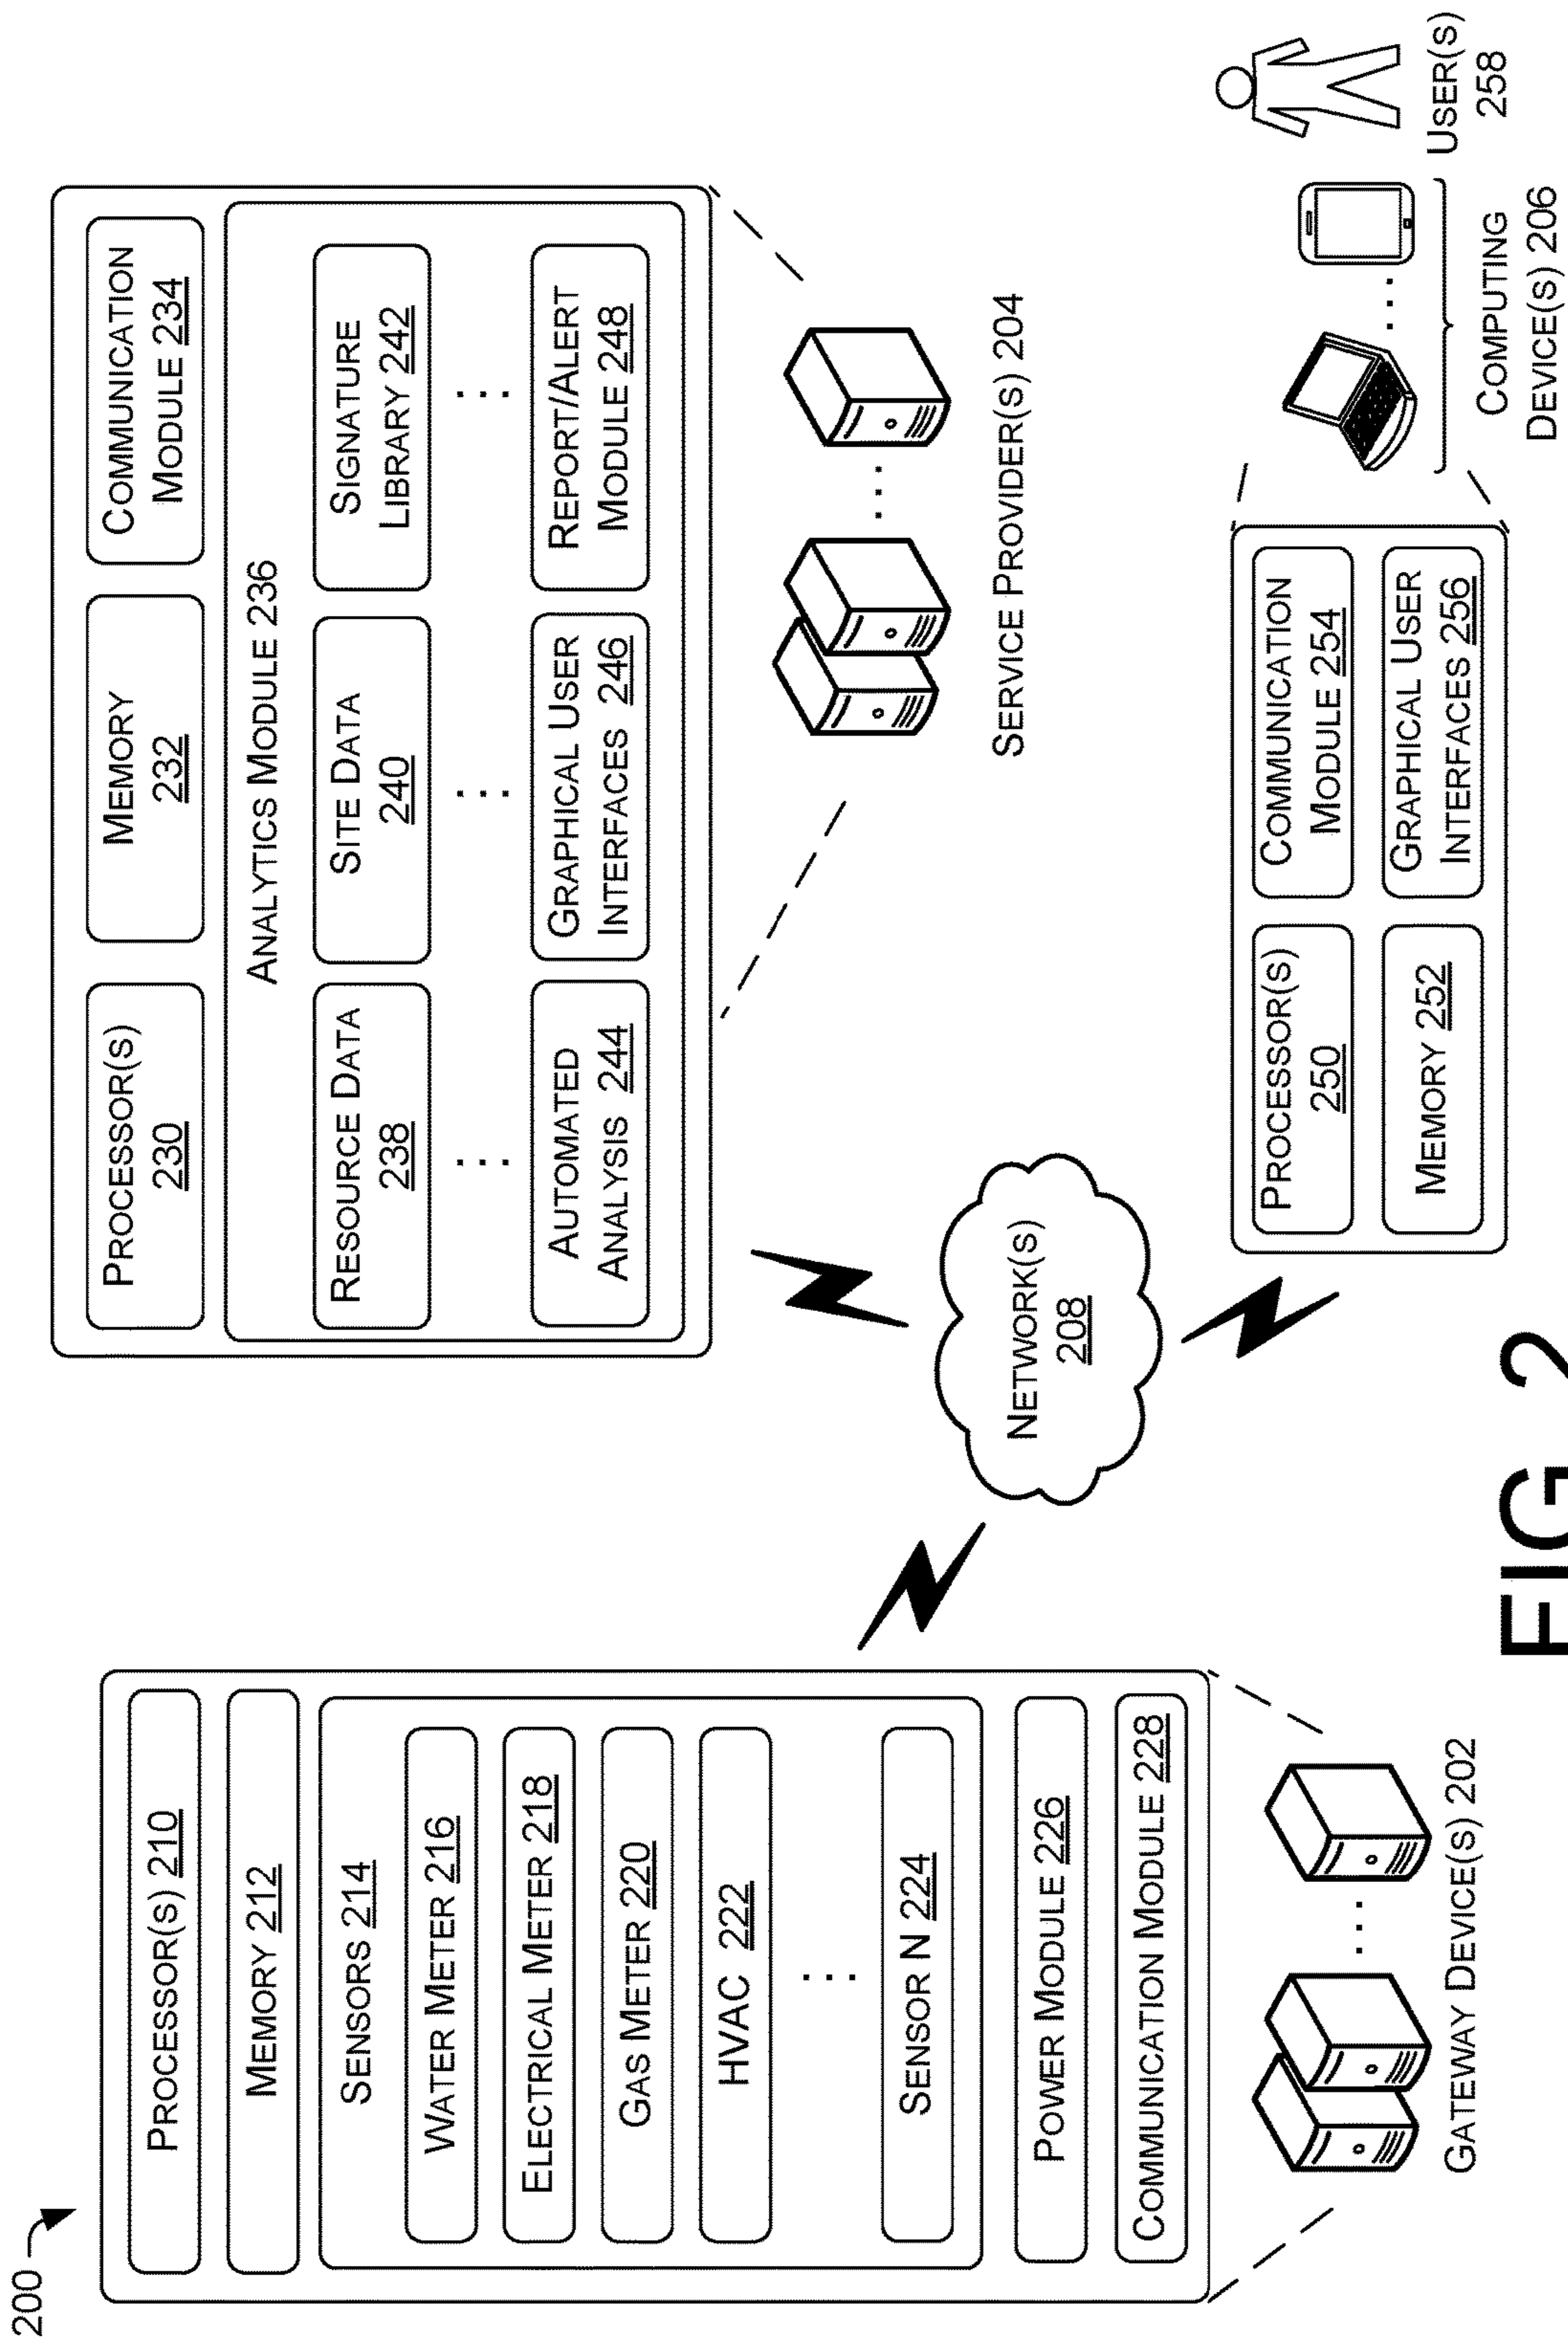 200
PROCESSOR(S) 210
MEMORY 212
SENSORS 214
WATER METER 216
ELECTRICAL METER 218
GAS METER 220
HVAC 222
...
SENSOR N 224
POWER MODULE 226
COMMUNICATION MODULE 228
...
GATEWAY DEVICE(S) 202
PROCESSOR(S)
230
MEMORY
232
COMMUNICATION
MODULE 234
ANALYTICS MODULE 236
RESOURCE DATA
238
SITE DATA
240
SIGNATURE
LIBRARY 242
... ... ...
AUTOMATED
ANALYSIS 244
GRAPHICAL USER
INTERFACES 246
REPORT/ALERT
MODULE 248
...
SERVICE PROVIDER(S) 204
NETWORK(S)
208
PROCESSOR(S)
250
COMMUNICATION
MODULE 254
MEMORY 252
GRAPHICAL USER
INTERFACES 256
...
COMPUTING
DEVICE(S) 206
USER(S)
258
FIG 2